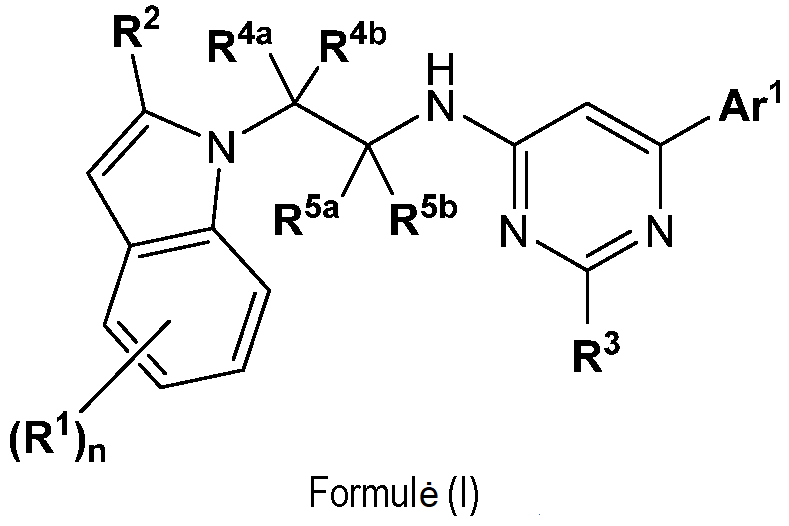 R² R⁴ᵃ R⁴ᵇ H
N N Ar¹
R⁵ᵃ R⁵ᵇ N N
R³
(R¹)ₙ
Formulė (I)